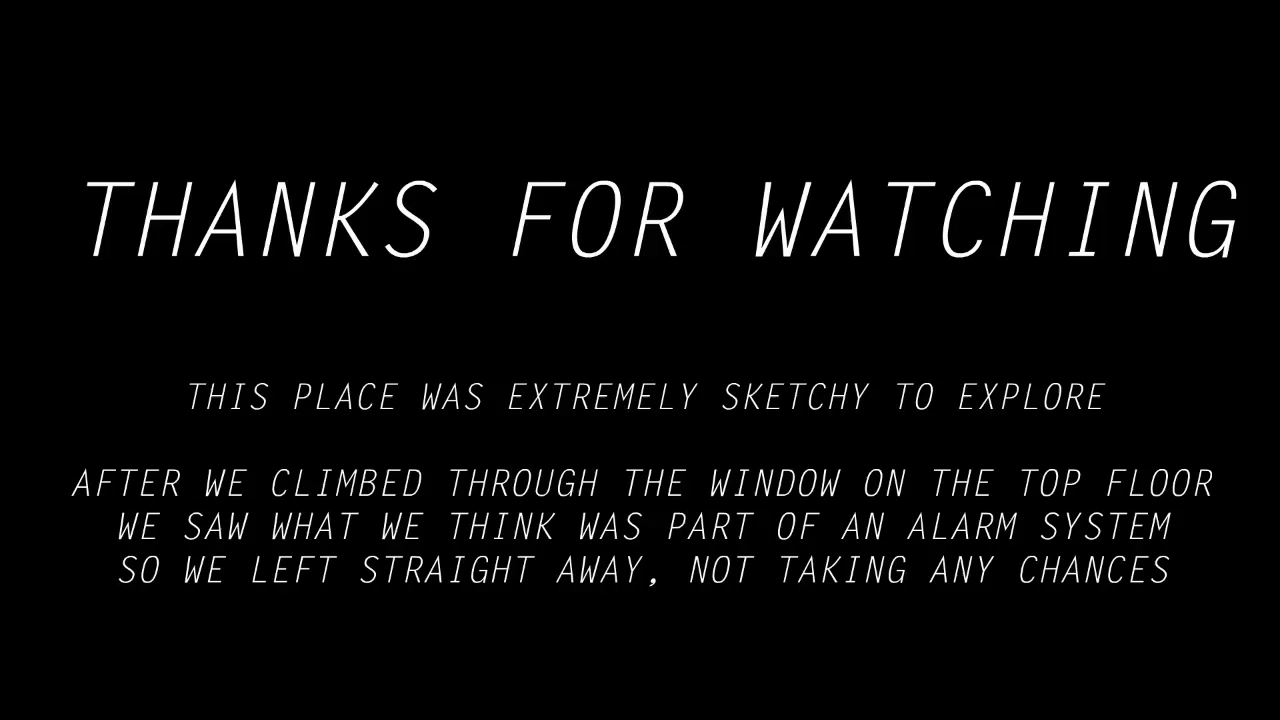 THANKS FOR WATCHING
THIS PLACE WAS EXTREMELY SKETCHY TO EXPLORE
AFTER WE CLIMBED THROUGH THE WINDOW ON THE TOP FLOOR
WE SAW WHAT WE THINK WAS PART OF AN ALARM SYSTEM
SO WE LEFT STRAIGHT AWAY, NOT TAKING ANY CHANCES